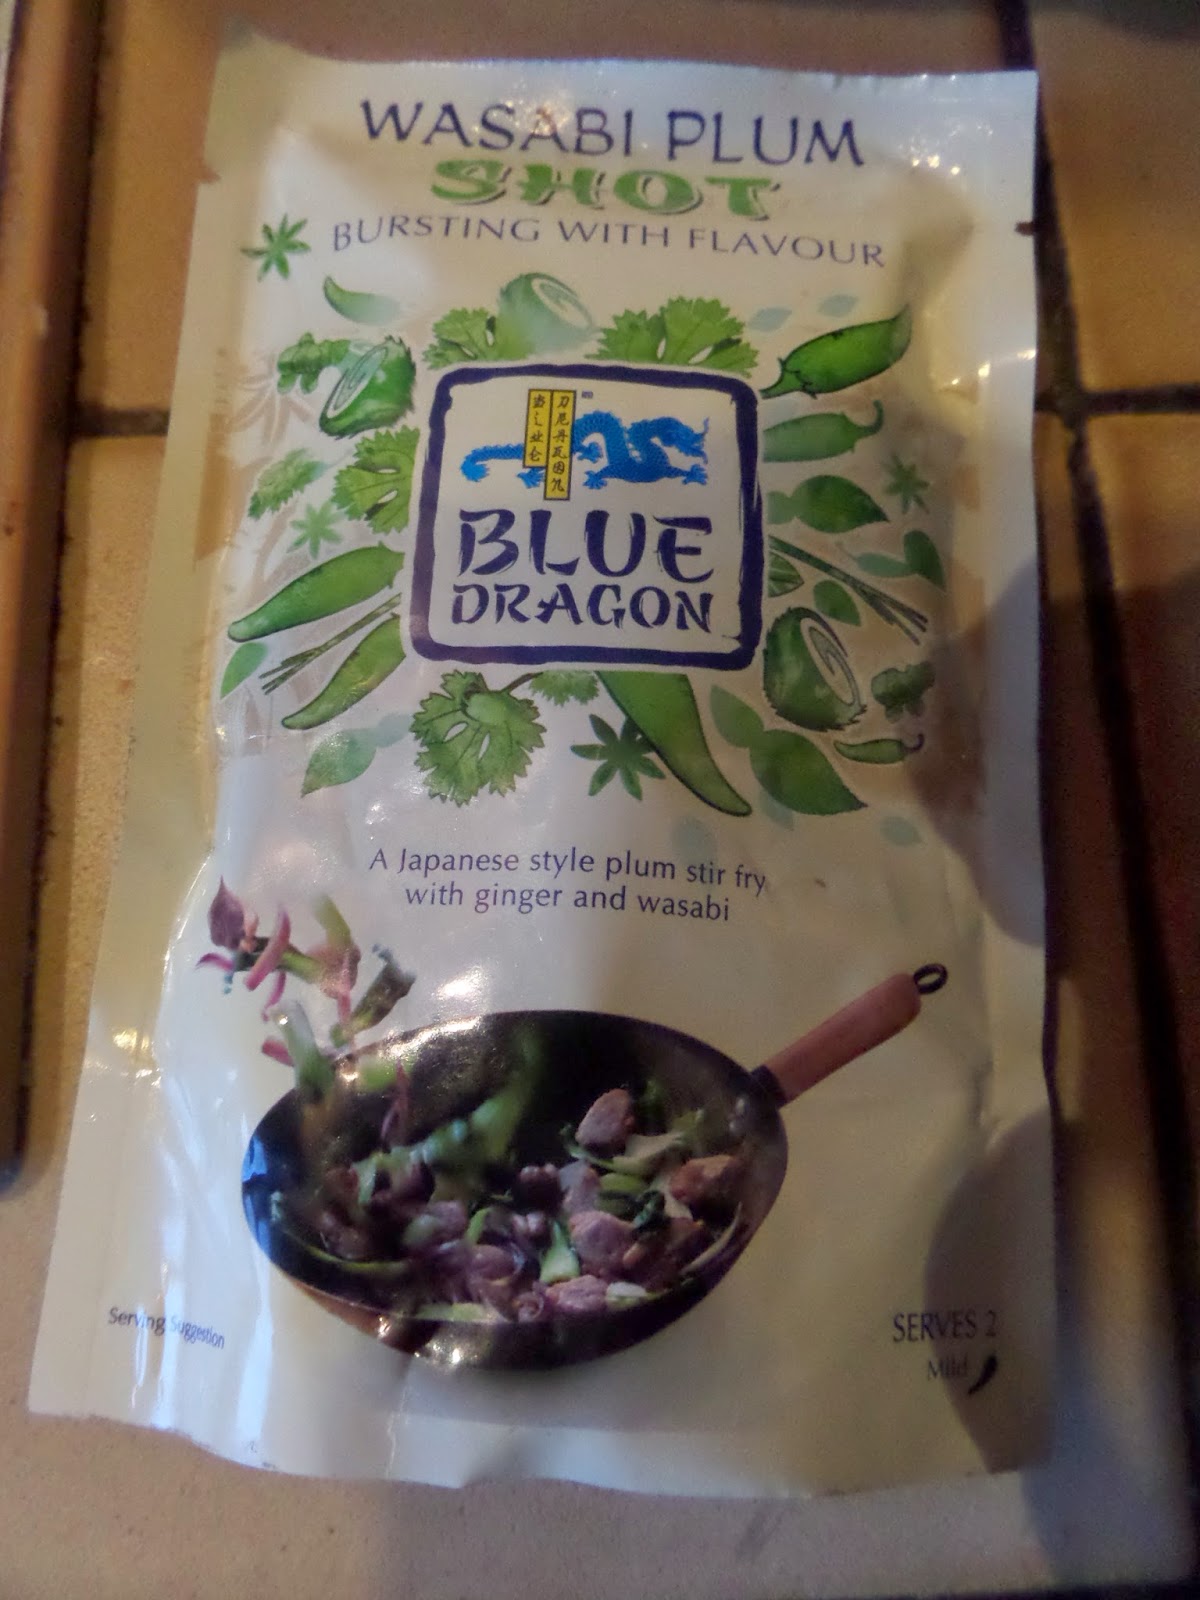 WASABI PLUM
SHOT
BURSTING WITH FLAVOUR
BLUE
DRAGON
A Japanese style plum stir fry
with ginger and wasabi
Serving Suggestion
SERVES 2
Mild